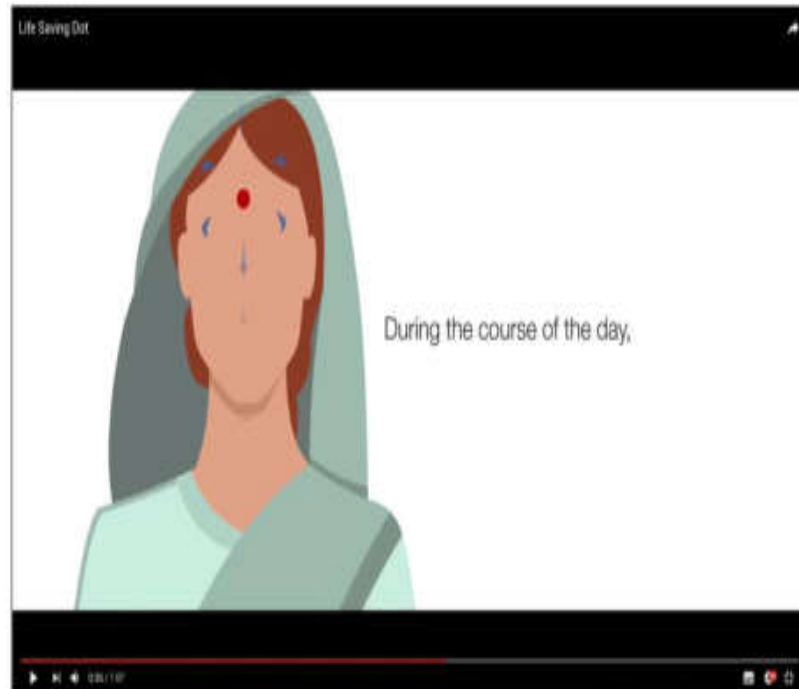 Life Saving Dot
During the course of the day,